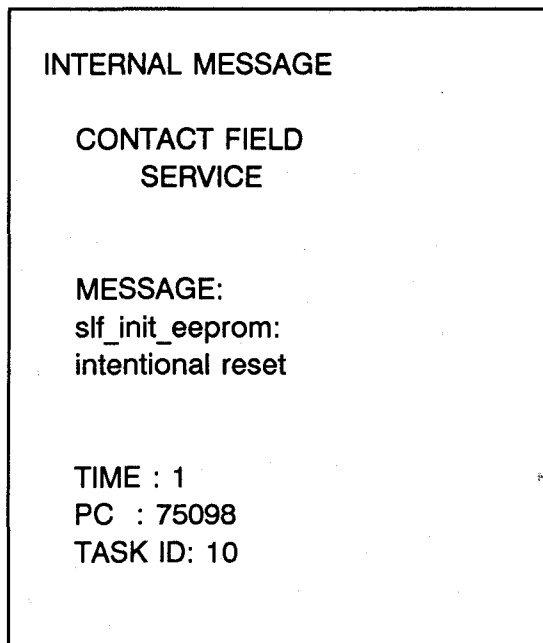 INTERNAL MESSAGE
CONTACT FIELD
SERVICE
MESSAGE:
slf_init_eeprom:
intentional reset
TIME : 1
PC : 75098
TASK ID: 10